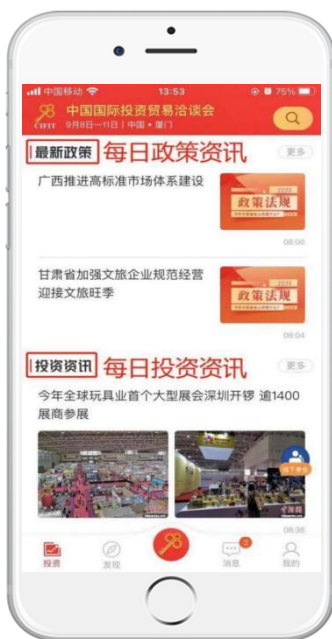 中国移动 13:53 75%
98 中国国际投资贸易洽谈会
CIFIT 9月8日—11日 | 中国 • 厦门
最新政策 每日政策资讯 更多
广西推进高标准市场体系建设
政策法规
08:06
甘肃省加强文旅企业规范经营
迎接文旅旺季
政策法规
08:04
投资资讯 每日投资资讯 更多
今年全球玩具业首个大型展会深圳开锣 逾1400
展商参展
线下参会
08:38
3
投资 发现 消息 我的